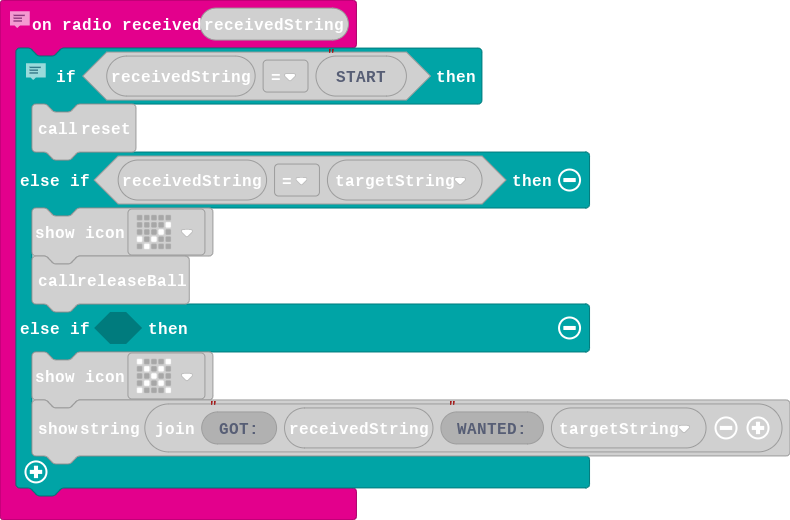 on radio received receivedString
if receivedString = " START then
call reset
else if receivedString = targetString then
show icon
call releaseBall
else if then
show icon
show string join " GOT: receivedString " WANTED: targetString